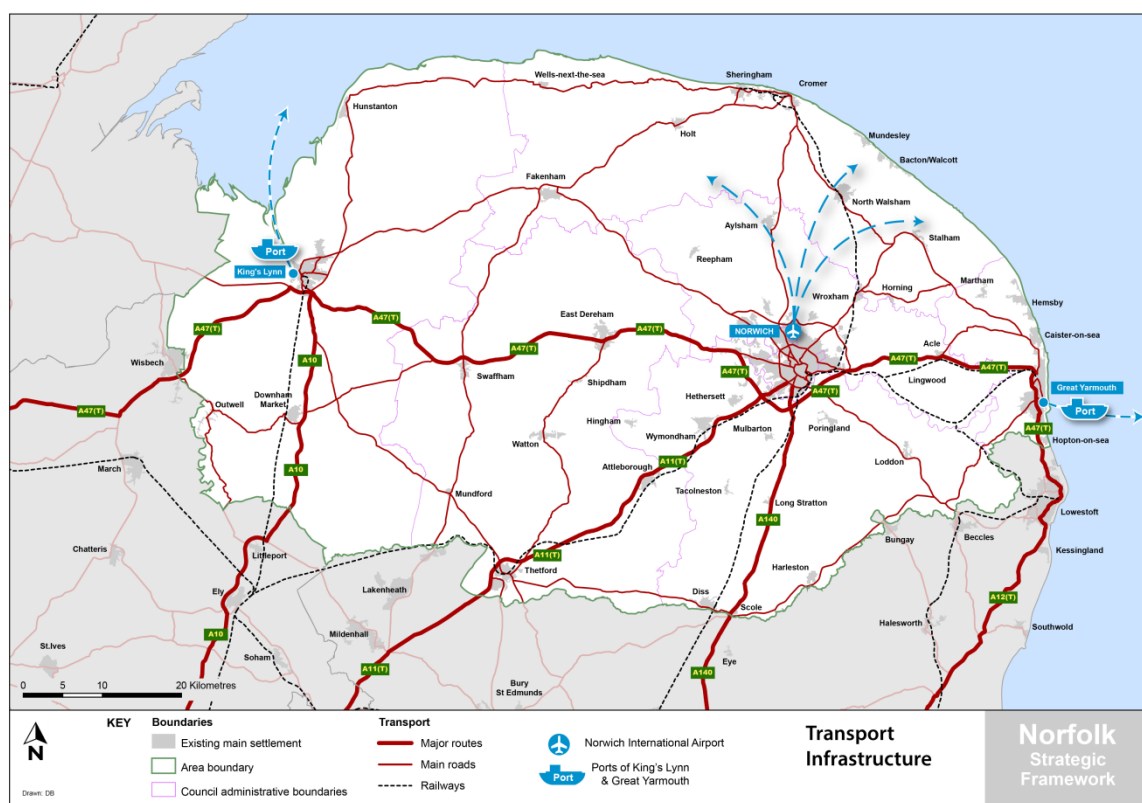 Sheringham
Cromer
Wells-next-the-sea
Hunstanton
Holt
Mundesley
Bacton/Walcott
Fakenham
North Walsham
Aylsham
Stalham
Port
Reepham
King's Lynn
Martham
Wroxham
Horning
Hemsby
East Dereham
A47(T)
A47(T)
A47(T)
NORWICH
Caister-on-sea
Acle
A47(T)
A10
A47(T)
Wisbech
A47(T)
A47(T)
Swaffham
Shipdham
Lingwood
Great Yarmouth
Downham
Market
Hethersett
A47(T)
Outwell
A47(T)
Port
Hingham
Mulbarton
Poringland
A47(T)
Watton
Wymondham
Hopton-on-sea
Loddon
A11(T)
Attleborough
March
A10
Mundford
Tacolneston
Long Stratton
Lowestoft
A140
Chatteris
Littleport
A11(T)
Bungay
Beccles
Kessingland
Thetford
Harleston
Ely
Lakenheath
Diss
A12(T)
Scole
Halesworth
Southwold
A10
Mildenhall
St.Ives
Soham
Eye
A11(T)
A140
Bury
St Edmunds
0 5 10 20 Kilometres
N
Drawn: DB
KEY
Boundaries
Existing main settlement
Area boundary
Council administrative boundaries
Transport
Major routes
Main roads
Railways
Norwich International Airport
Port
Ports of King's Lynn
& Great Yarmouth
Transport
Infrastructure
Norfolk
Strategic
Framework